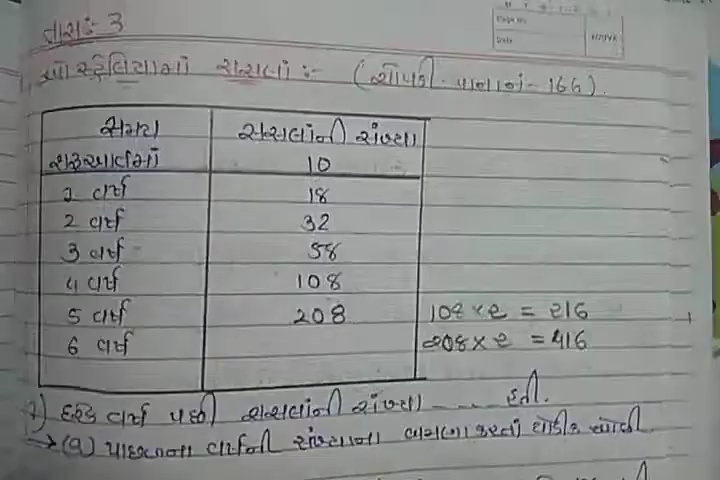 તારીખ: 3
ઓસ્ટ્રેલિયામાં સસલાં :- (ચોપડી પાના નં - 166).
સમય સસલાંની સંખ્યા
શરૂઆતમાં 10
1 વર્ષ 18
2 વર્ષ 32
3 વર્ષ 58
4 વર્ષ 108
5 વર્ષ 208 108 × 2 = 216
6 વર્ષ 208 × 2 = 416
1) દરેક વર્ષ પછી સસલાંની સંખ્યા ---- હતી.
→ (a) પાછલા વર્ષની સંખ્યાના બમણા કરતાં થોડીક ઓછી